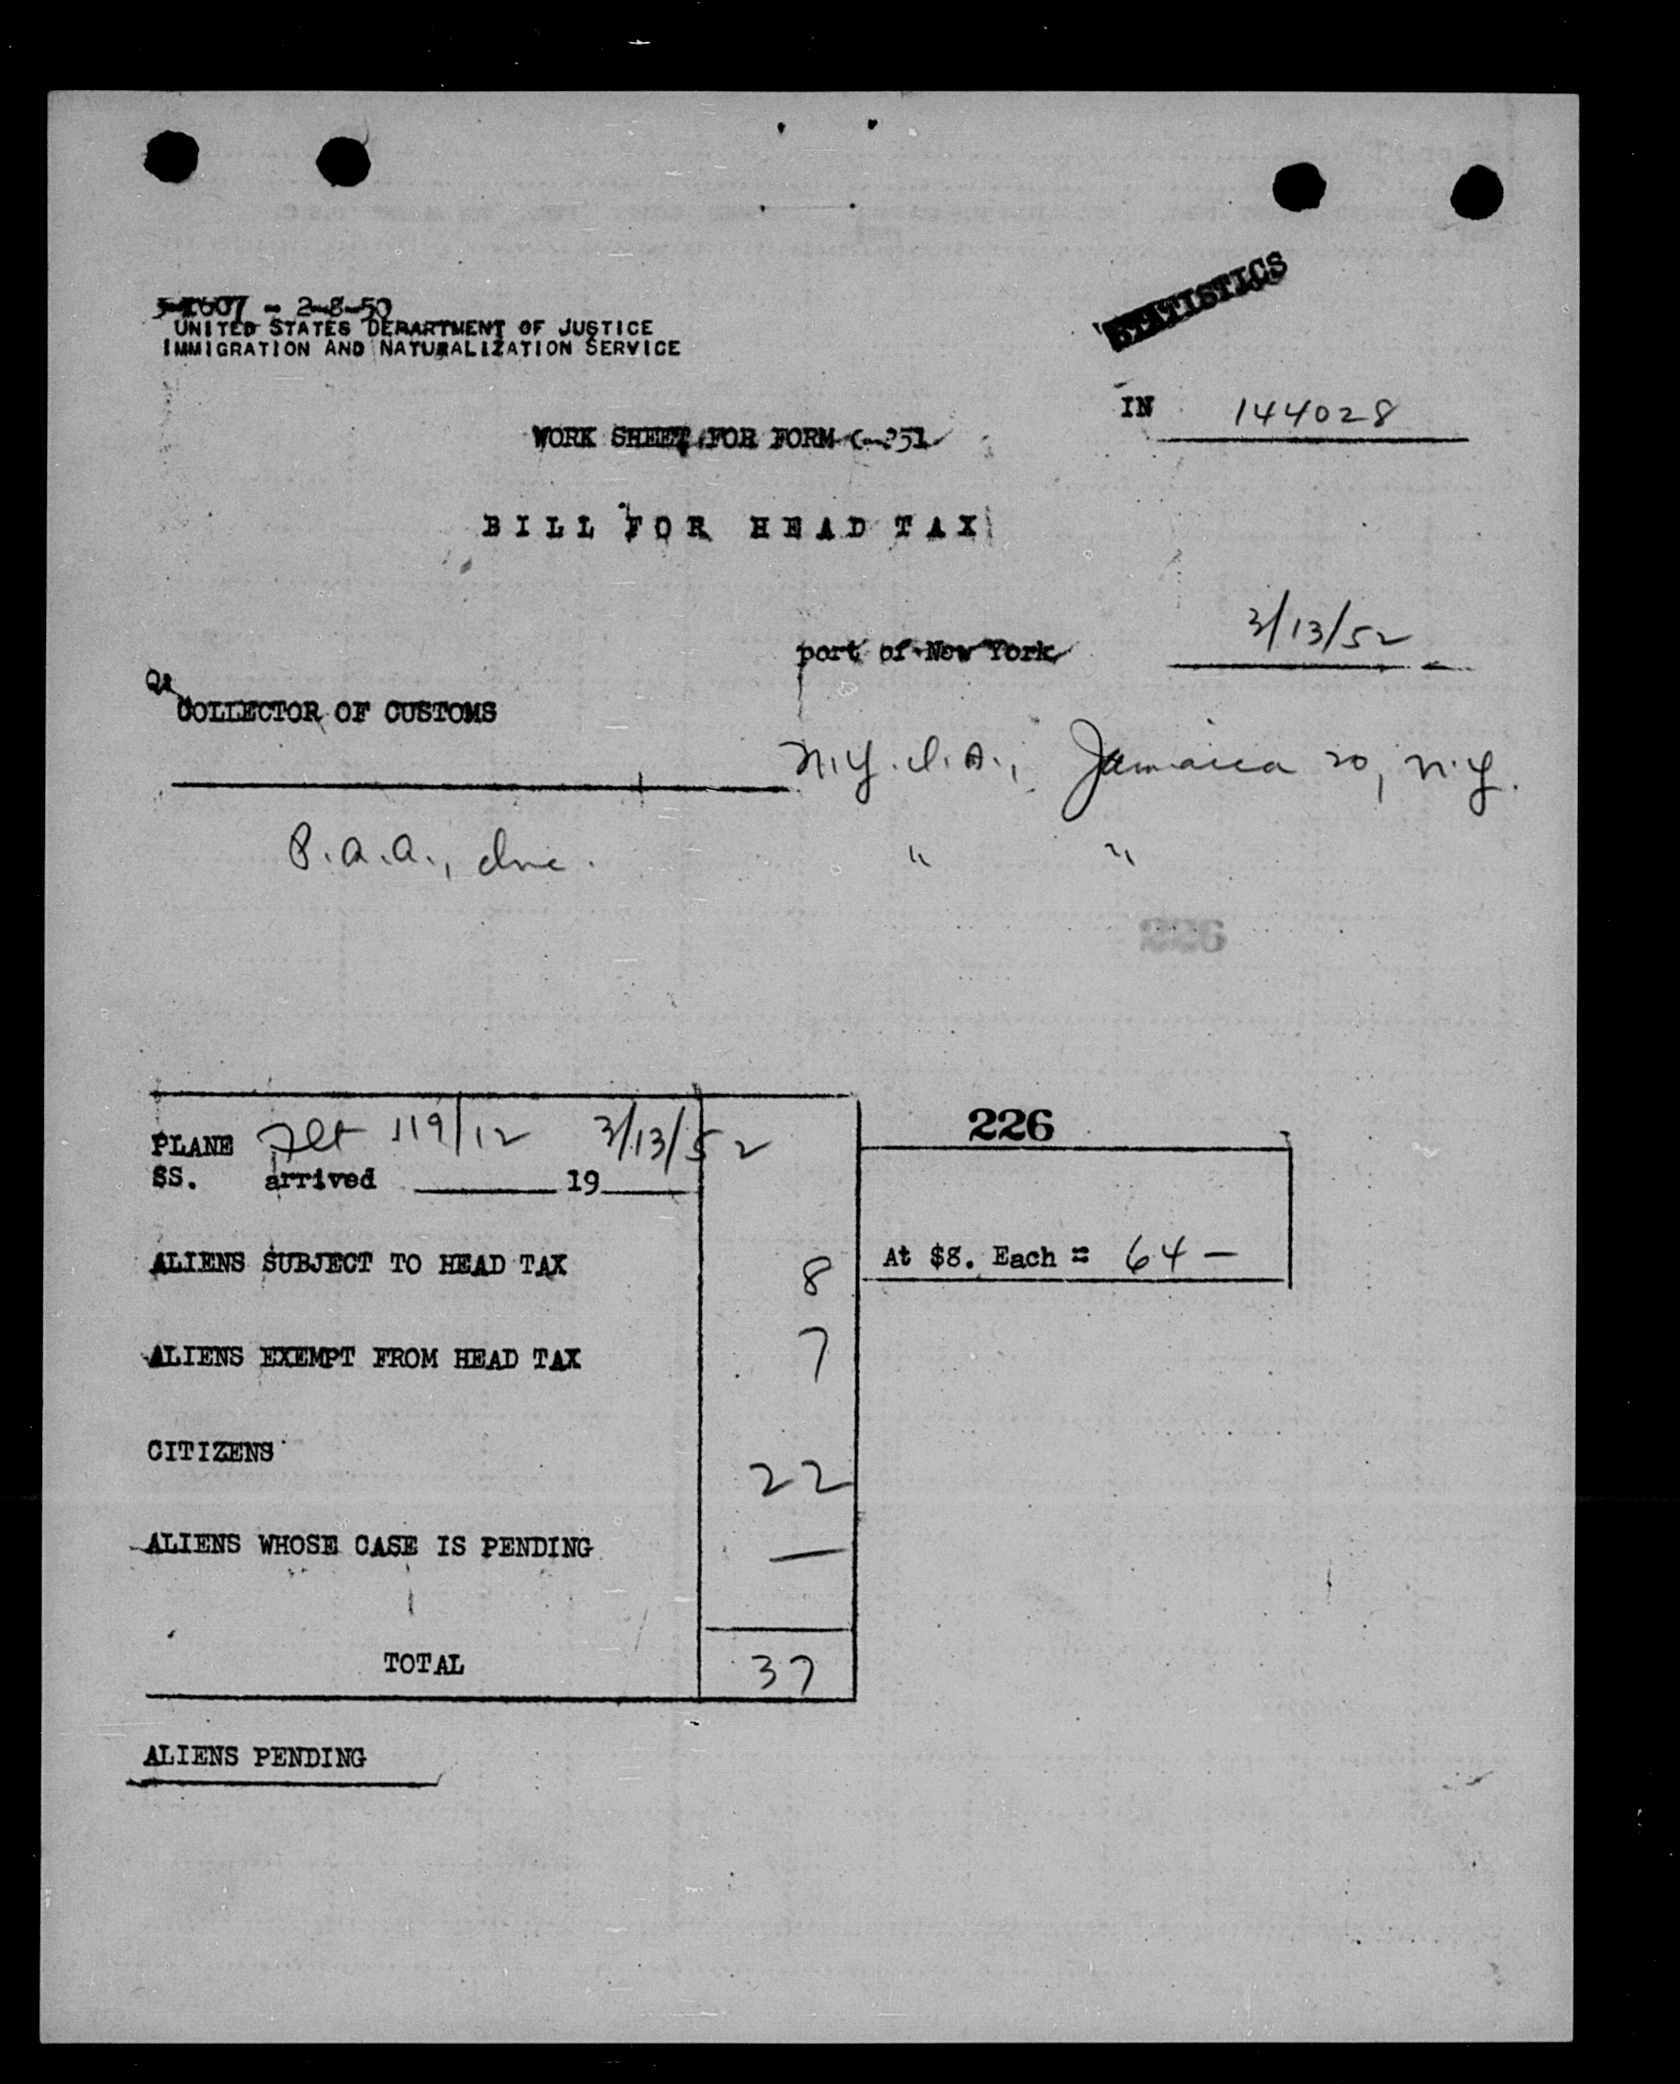 - 2-8-50
UNITED STATES DEPARTMENT OF JUSTICE
IMMIGRATION AND NATURALIZATION SERVICE
STATISTICS
IN 144028
WORK SHEET FOR FORM C-251
BILL FOR HEAD TAX
port of New York 3/13/52
COLLECTOR OF CUSTOMS
N.Y.I.A., Jamaica 20, N.Y.
P.A.A., Inc. " "
226
PLANE Flt 119/12 3/13/52
SS. arrived 19
226
ALIENS SUBJECT TO HEAD TAX 8 At $8. Each = 64 —
ALIENS EXEMPT FROM HEAD TAX 7
CITIZENS 22
ALIENS WHOSE CASE IS PENDING —
TOTAL 37
ALIENS PENDING